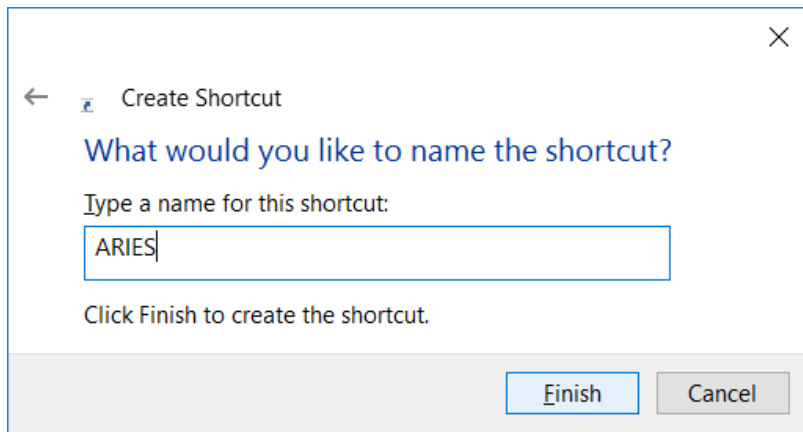 Create Shortcut
What would you like to name the shortcut?
Type a name for this shortcut:
ARIES
Click Finish to create the shortcut.
Finish Cancel